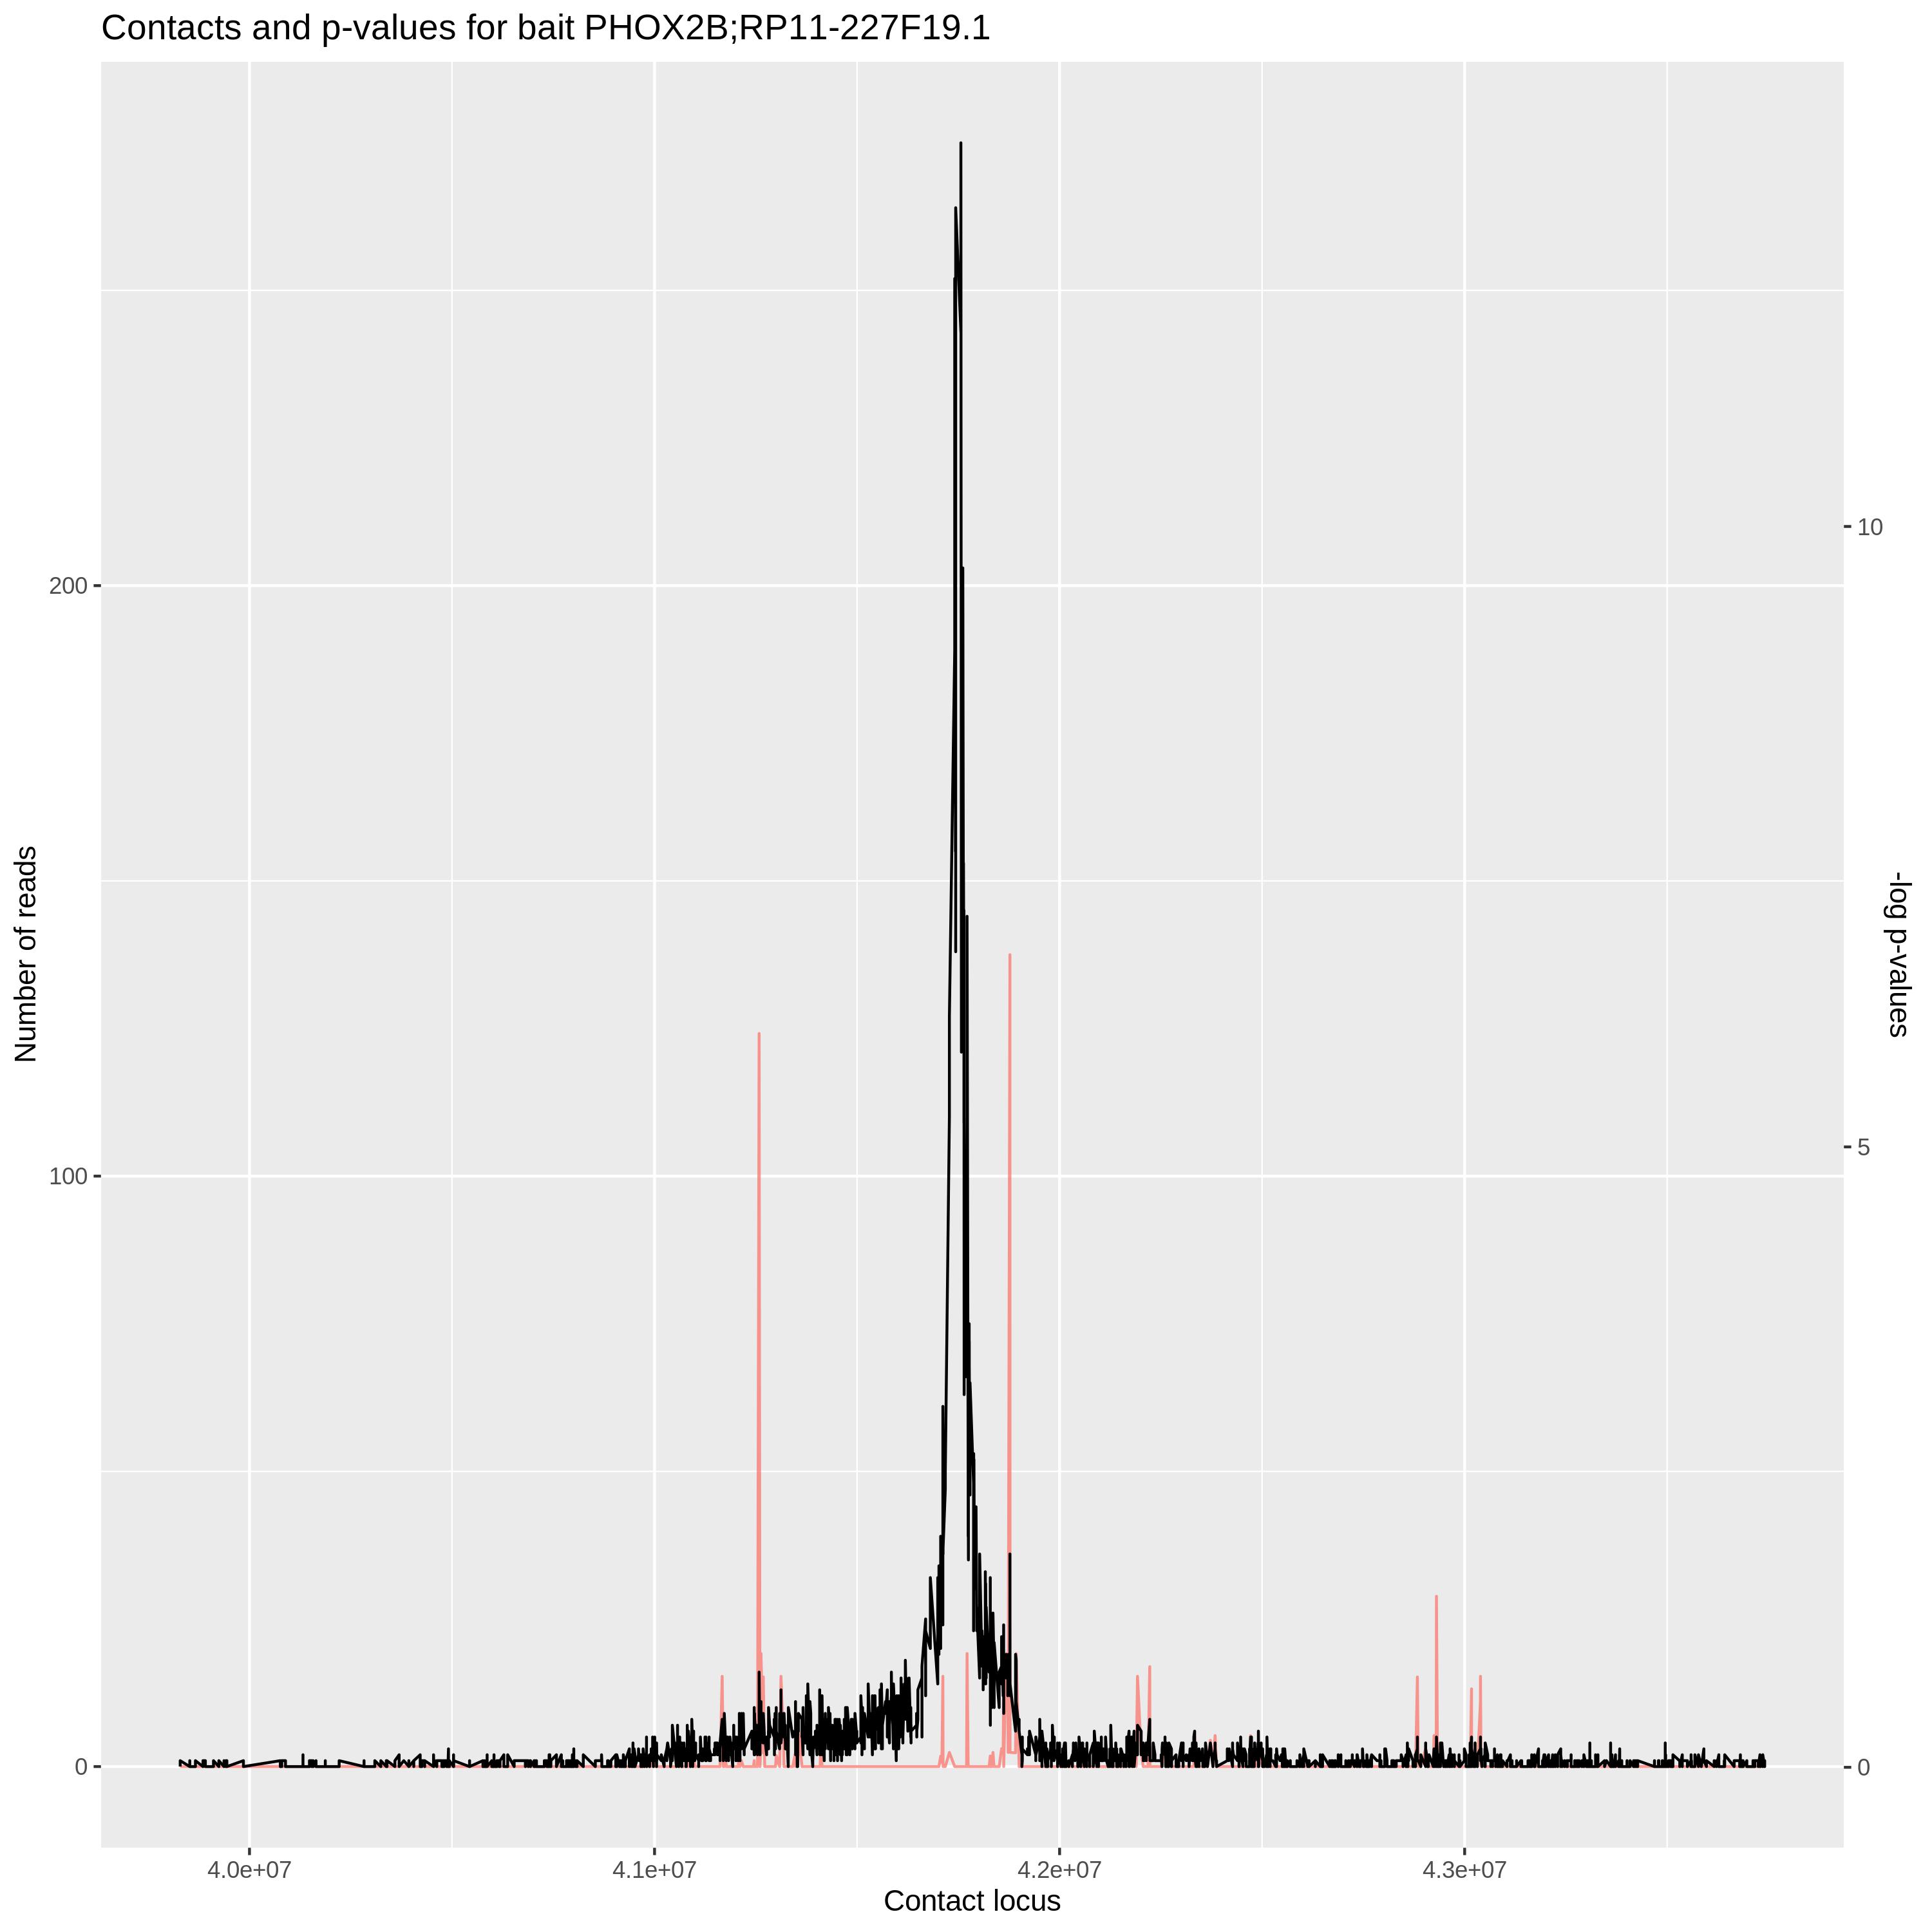 Contacts and p-values for bait PHOX2B;RP11-227F19.1
Number of reads
200
100
0
10
5
0
-log p-values
4.0e+07
4.1e+07
4.2e+07
4.3e+07
Contact locus